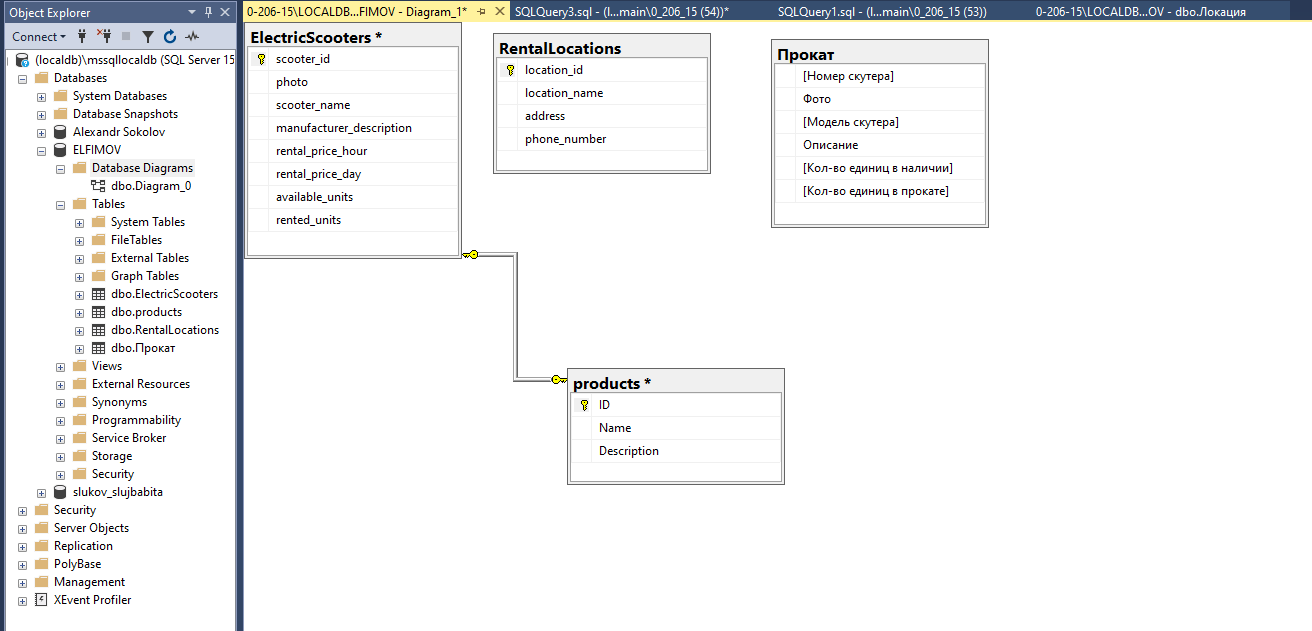 Object Explorer
Connect
(localdb)\mssqllocaldb (SQL Server 15
Databases
System Databases
Database Snapshots
Alexandr Sokolov
ELFIMOV
Database Diagrams
dbo.Diagram_0
Tables
System Tables
FileTables
External Tables
Graph Tables
dbo.ElectricScooters
dbo.products
dbo.RentalLocations
dbo.Прокат
Views
External Resources
Synonyms
Programmability
Service Broker
Storage
Security
slukov_slujbabita
Security
Server Objects
Replication
PolyBase
Management
XEvent Profiler
0-206-15\LOCALDB...FIMOV - Diagram_1*
SQLQuery3.sql - (l...main\0_206_15 (54))*
SQLQuery1.sql - (l...main\0_206_15 (53))
0-206-15\LOCALDB...OV - dbo.Локация
ElectricScooters *
scooter_id
photo
scooter_name
manufacturer_description
rental_price_hour
rental_price_day
available_units
rented_units
RentalLocations
location_id
location_name
address
phone_number
Прокат
[Номер скутера]
Фото
[Модель скутера]
Описание
[Кол-во единиц в наличии]
[Кол-во единиц в прокате]
products *
ID
Name
Description